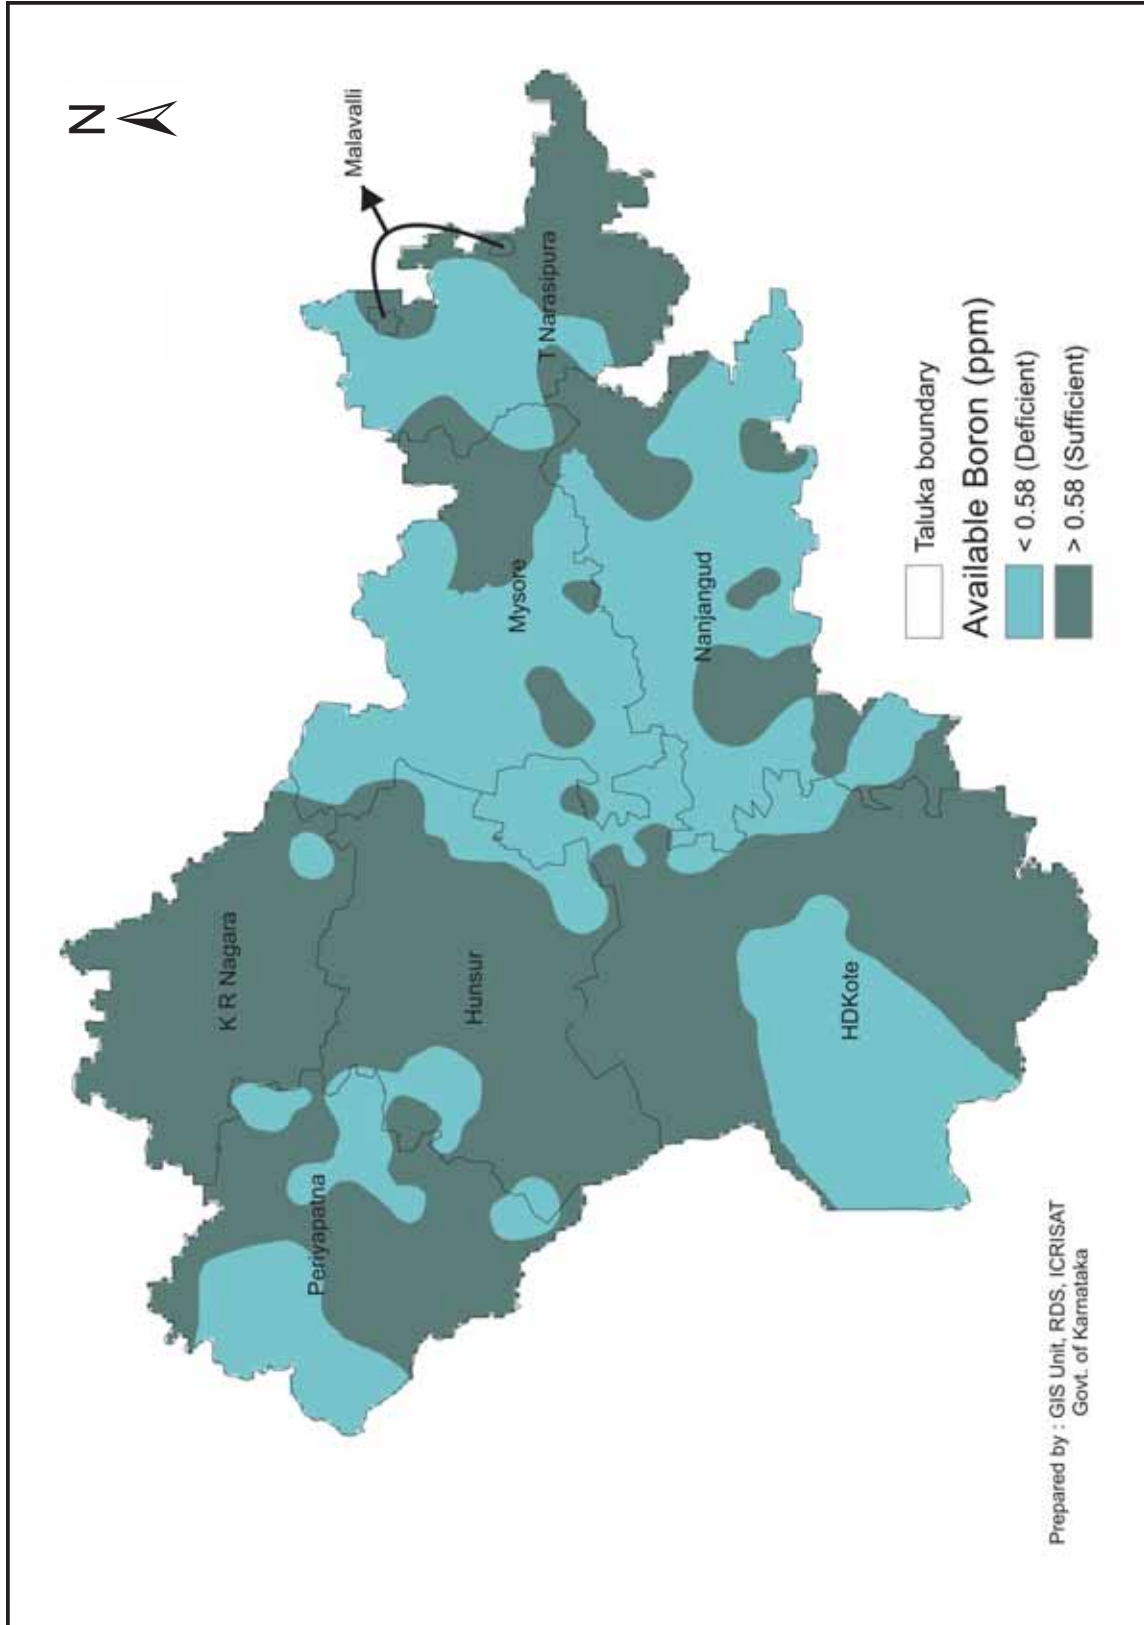 N
Malavalli
T Narasipura
K R Nagara
Mysore
Hunsur
Periyapatna
Nanjangud
HDKote
Taluka boundary
Available Boron (ppm)
< 0.58 (Deficient)
> 0.58 (Sufficient)
Prepared by : GIS Unit, RDS, ICRISAT
Govt. of Karnataka